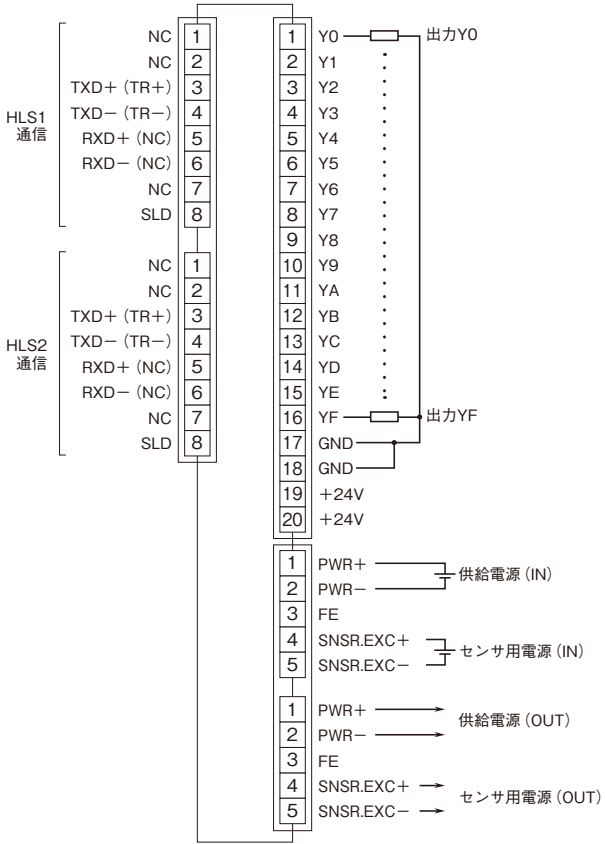 HLS1
通信
NC 1
NC 2
TXD＋（TR＋） 3
TXD－（TR－） 4
RXD＋（NC） 5
RXD－（NC） 6
NC 7
SLD 8
HLS2
通信
NC 1
NC 2
TXD＋（TR＋） 3
TXD－（TR－） 4
RXD＋（NC） 5
RXD－（NC） 6
NC 7
SLD 8
1 Y0 出力Y0
2 Y1
3 Y2
4 Y3
5 Y4
6 Y5
7 Y6
8 Y7
9 Y8
10 Y9
11 YA
12 YB
13 YC
14 YD
15 YE
16 YF 出力YF
17 GND
18 GND
19 ＋24V
20 ＋24V
1 PWR＋
2 PWR－
供給電源（IN）
3 FE
4 SNSR.EXC＋
5 SNSR.EXC－
センサ用電源（IN）
1 PWR＋
2 PWR－
供給電源（OUT）
3 FE
4 SNSR.EXC＋
5 SNSR.EXC－
センサ用電源（OUT）